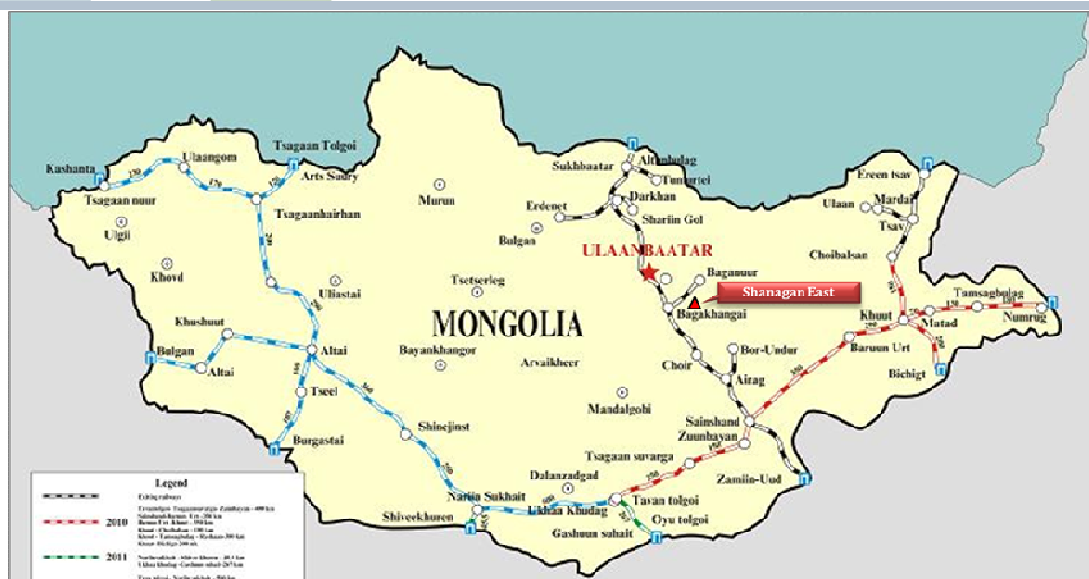 Tsagaan Tolgoi
Kashanta
Ulaangom
Tsagaan nuur
Arts Suury
Tsagaanhairhan
Ulgii
Khovd
Uliastai
Murun
Tsetserleg
Bulgan
Erdenet
Sukhbaatar
Altanbulag
Tumurtei
Darkhan
Shariin Gol
ULAANBAATAR
Baganuur
Shanagan East
Bagakhangai
Ereen tsav
Ulaan
Mardai
Tsav
Choibalsan
Tamsagbulag
Numrug
Khuut
Matad
Baruun Urt
Bichigt
MONGOLIA
Khushuut
Bulgan
Altai
Altai
Tseel
Burgastai
Bayankhongor
Arvaikheer
Shinejinst
Choir
Bor-Undur
Airag
Mandalgobi
Sainshand
Zuunbayan
Tsagaan suvarga
Zamiin-Uud
Dalanzadgad
Nariin Sukhait
Shiveekhuren
Ukhaa Khudag
Tavan tolgoi
Oyu tolgoi
Gashuun suhait
Legend
2010
2011